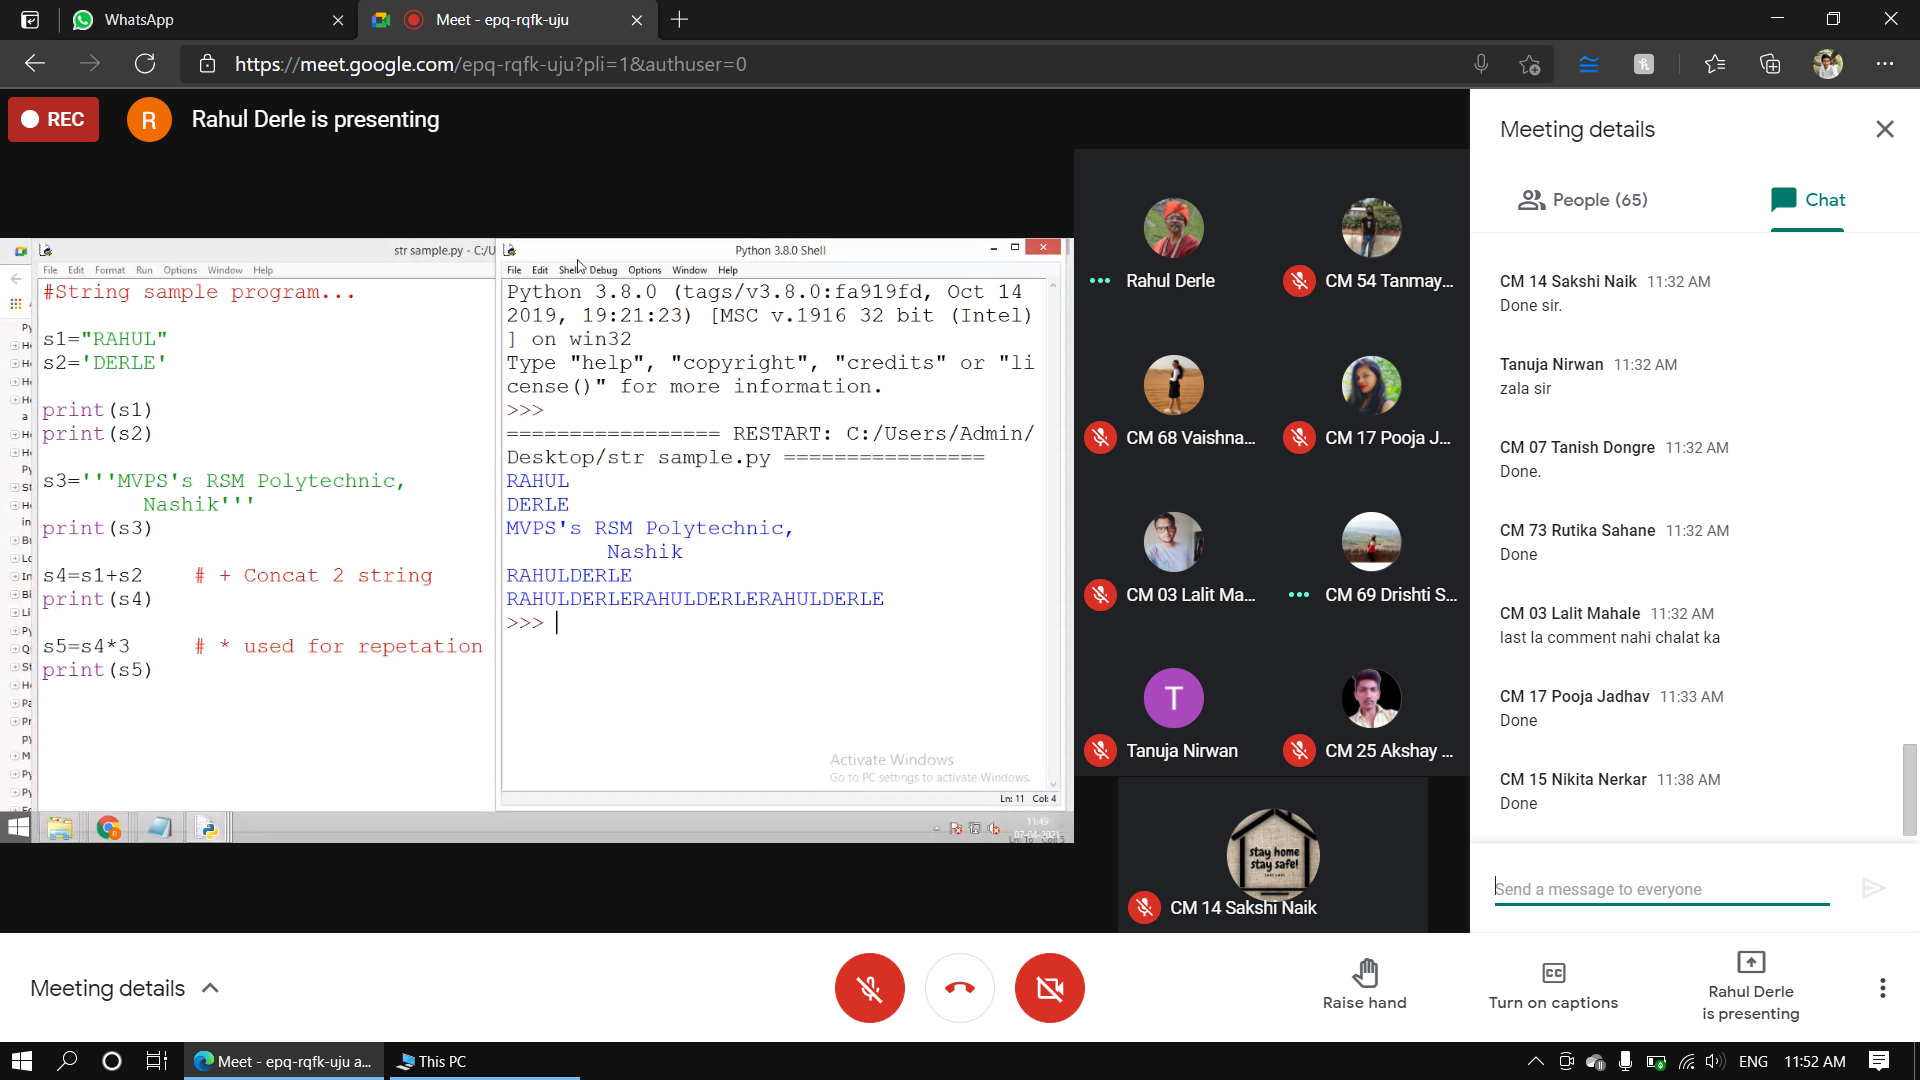 WhatsApp
Meet - epq-rqfk-uju
https://meet.google.com/epq-rqfk-uju?pli=1&authuser=0
REC
R
Rahul Derle is presenting
str sample.py - C:/U
File Edit Format Run Options Window Help
#String sample program...
s1="RAHUL"
s2='DERLE'
print(s1)
print(s2)
s3='''MVPS's RSM Polytechnic,
Nashik'''
print(s3)
s4=s1+s2 # + Concat 2 string
print(s4)
s5=s4*3 # * used for repetation
print(s5)
Python 3.8.0 Shell
File Edit Shell Debug Options Window Help
Python 3.8.0 (tags/v3.8.0:fa919fd, Oct 14
2019, 19:21:23) [MSC v.1916 32 bit (Intel)
] on win32
Type "help", "copyright", "credits" or "li
cense()" for more information.
>>>
================= RESTART: C:/Users/Admin/
Desktop/str sample.py ================
RAHUL
DERLE
MVPS's RSM Polytechnic,
Nashik
RAHULDERLE
RAHULDERLERAHULDERLERAHULDERLE
>>>
Activate Windows
Go to PC settings to activate Windows.
Ln: 11 Col: 4
11:49
07-04-2021
Rahul Derle
CM 54 Tanmay...
CM 68 Vaishna...
CM 17 Pooja J...
CM 03 Lalit Ma...
CM 69 Drishti S...
T
Tanuja Nirwan
CM 25 Akshay ...
stay home
stay safe!
CM 14 Sakshi Naik
Meeting details
People (65)
Chat
CM 14 Sakshi Naik 11:32 AM
Done sir.
Tanuja Nirwan 11:32 AM
zala sir
CM 07 Tanish Dongre 11:32 AM
Done.
CM 73 Rutika Sahane 11:32 AM
Done
CM 03 Lalit Mahale 11:32 AM
last la comment nahi chalat ka
CM 17 Pooja Jadhav 11:33 AM
Done
CM 15 Nikita Nerkar 11:38 AM
Done
Send a message to everyone
Meeting details
Raise hand
Turn on captions
Rahul Derle
is presenting
Meet - epq-rqfk-uju a...
This PC
ENG
11:52 AM